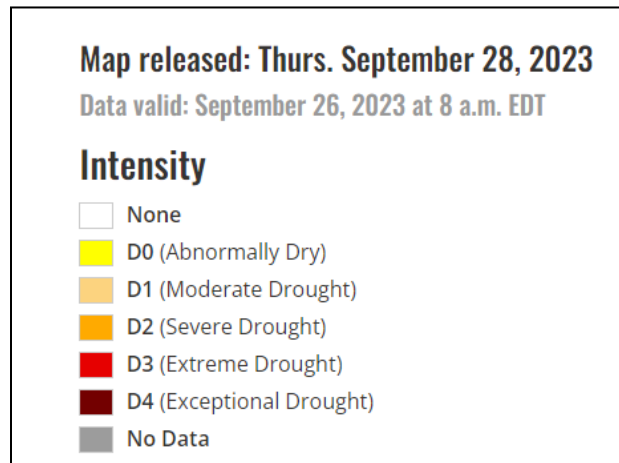 Map released: Thurs. September 28, 2023
Data valid: September 26, 2023 at 8 a.m. EDT
Intensity
None
D0 (Abnormally Dry)
D1 (Moderate Drought)
D2 (Severe Drought)
D3 (Extreme Drought)
D4 (Exceptional Drought)
No Data